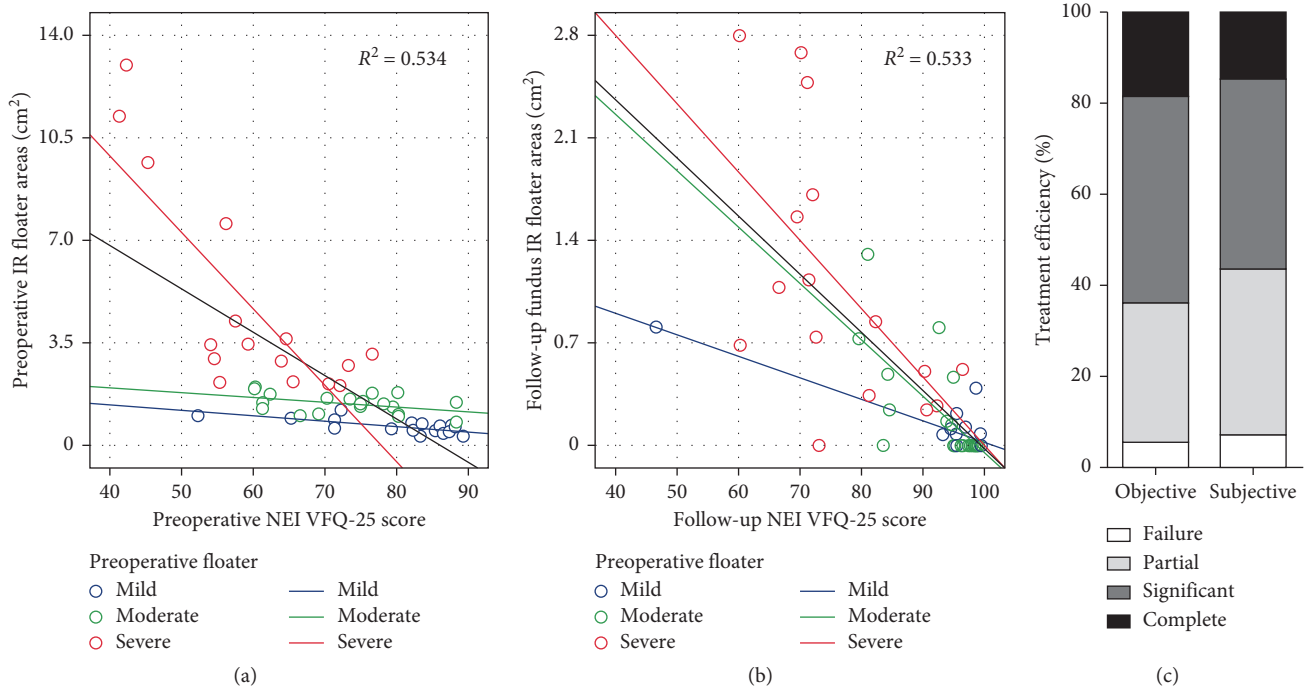 14.0
10.5
7.0
3.5
0
Preoperative IR floater areas (cm²)
R² = 0.534
40 50 60 70 80 90
Preoperative NEI VFQ-25 score
Preoperative floater
Mild Mild
Moderate Moderate
Severe Severe
(a)
2.8
2.1
1.4
0.7
0
Follow-up fundus IR floater areas (cm²)
R² = 0.533
40 50 60 70 80 90 100
Follow-up NEI VFQ-25 score
Preoperative floater
Mild Mild
Moderate Moderate
Severe Severe
(b)
100
80
60
40
20
0
Treatment efficiency (%)
Objective Subjective
Failure
Partial
Significant
Complete
(c)